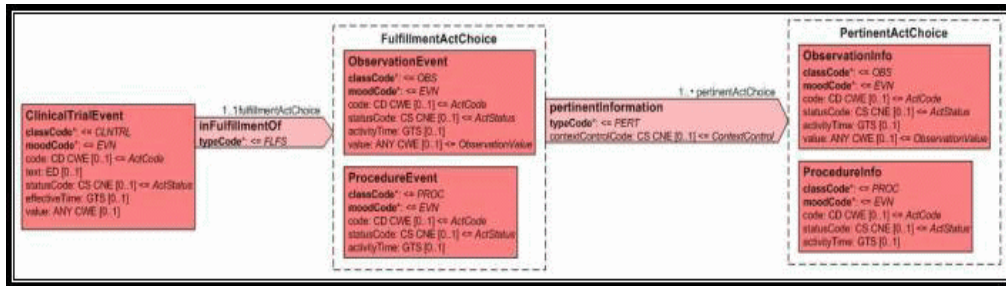 FulfillmentActChoice
ObservationEvent
classCode*: <= OBS
moodCode*: <= EVN
code: CD CWE [0..1] <= ActCode
statusCode: CS CNE [0..1] <= ActStatus
activityTime: GTS [0..1]
value: ANY CWE [0..1] <= ObservationValue
ProcedureEvent
classCode*: <= PROC
moodCode*: <= EVN
code: CD CWE [0..1] <= ActCode
statusCode: CS CNE [0..1] <= ActStatus
activityTime: GTS [0..1]
ClinicalTrialEvent
classCode*: <= CLNTRL
moodCode*: <= EVN
code: CD CWE [0..1] <= ActCode
text: ED [0..1]
statusCode: CS CNE [0..1] <= ActStatus
effectiveTime: GTS [0..1]
value: ANY CWE [0..1]
1..1 fulfillmentActChoice
inFulfillmentOf
typeCode*: <= FLFS
1..* pertinentActChoice
pertinentInformation
typeCode*: <= PERT
contextControlCode: CS CNE [0..1] <= ContextControl
PertinentActChoice
ObservationInfo
classCode*: <= OBS
moodCode*: <= EVN
code: CD CWE [0..1] <= ActCode
statusCode: CS CNE [0..1] <= ActStatus
activityTime: GTS [0..1]
value: ANY CWE [0..1] <= ObservationValue
ProcedureInfo
classCode*: <= PROC
moodCode*: <= EVN
code: CD CWE [0..1] <= ActCode
statusCode: CS CNE [0..1] <= ActStatus
activityTime: GTS [0..1]